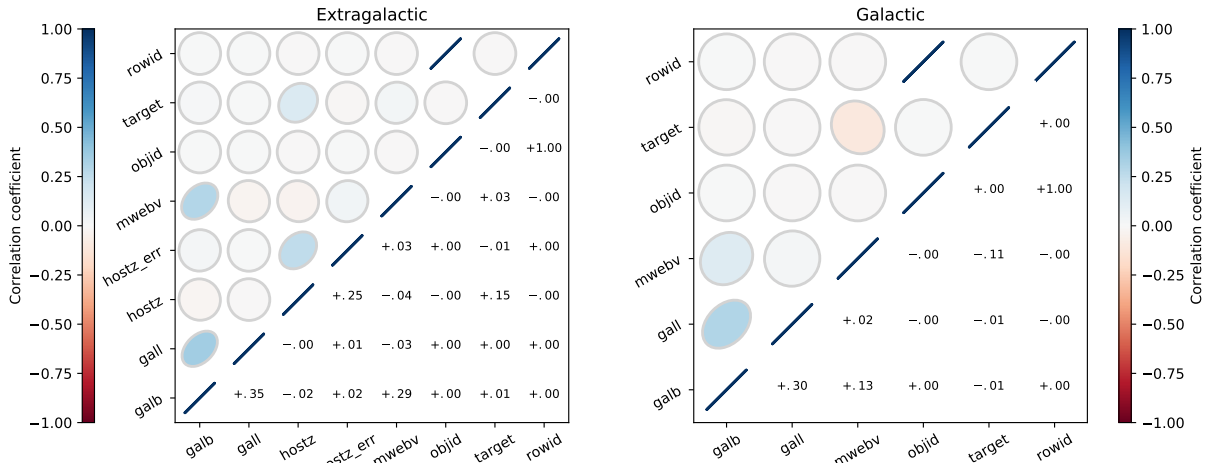 Extragalactic
Galactic
Correlation coefficient
1.00
0.75
0.50
0.25
0.00
−0.25
−0.50
−0.75
−1.00
rowid
target −.00
objid −.00 +1.00
mwebv −.00 +.03 −.00
hostz_err +.03 +.00 −.01 +.00
hostz +.25 −.04 −.00 +.15 −.00
gall −.00 +.01 −.03 +.00 +.00 +.00
galb +.35 −.02 +.02 +.29 +.00 +.01 +.00
galb gall hostz ostz_err mwebv objid target rowid
rowid
target +.00
objid +.00 +1.00
mwebv −.00 −.11 −.00
gall +.02 −.00 −.01 −.00
galb +.30 +.13 +.00 −.01 +.00
galb gall mwebv objid target rowid
1.00
0.75
0.50
0.25
0.00
−0.25
−0.50
−0.75
−1.00
Correlation coefficient